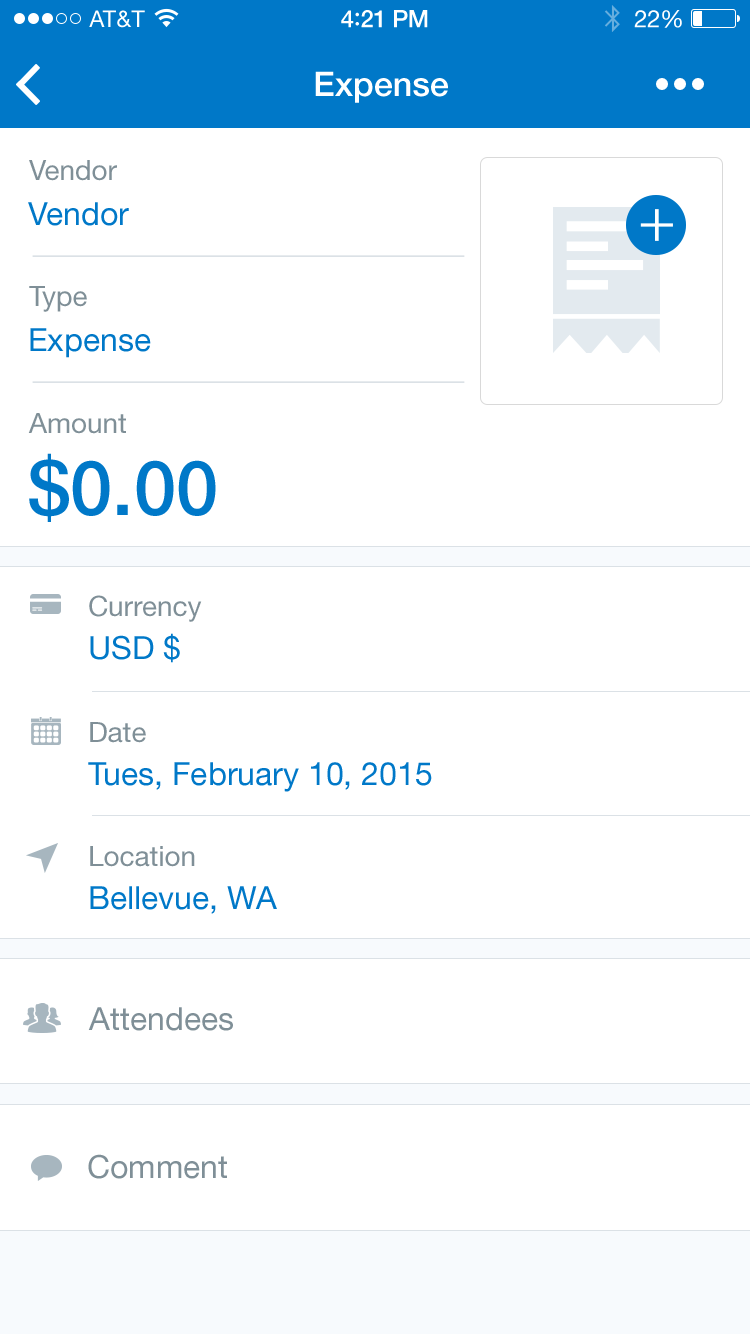 AT&T 4:21 PM 22%
Expense
Vendor
Vendor
Type
Expense
Amount
$0.00
Currency
USD $
Date
Tues, February 10, 2015
Location
Bellevue, WA
Attendees
Comment